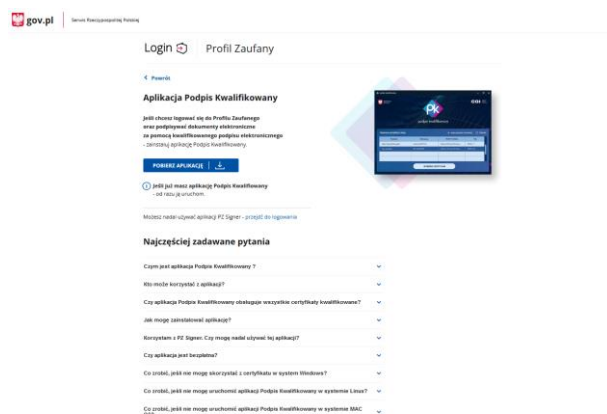 gov.pl
Serwis Rzeczypospolitej Polskiej
Login
Profil Zaufany
Powrót
Aplikacja Podpis Kwalifikowany
Jeśli chcesz logować się do Profilu Zaufanego
oraz podpisywać dokumenty elektroniczne
za pomocą kwalifikowanego podpisu elektronicznego
- zainstaluj aplikację Podpis Kwalifikowany.
POBIERZ APLIKACJĘ
Jeśli już masz aplikację Podpis Kwalifikowany
- od razu ją uruchom.
Możesz nadal używać aplikacji PZ Signer - przejdź do logowania
pk
podpis kwalifikowany
Najczęściej zadawane pytania
Czym jest aplikacja Podpis Kwalifikowany ?
Kto może korzystać z aplikacji?
Czy aplikacja Podpis Kwalifikowany obsługuje wszystkie certyfikaty kwalifikowane?
Jak mogę zainstalować aplikację?
Korzystam z PZ Signer. Czy mogę nadal używać tej aplikacji?
Czy aplikacja jest bezpłatna?
Co zrobić, jeśli nie mogę skorzystać z certyfikatu w system Windows?
Co zrobić, jeśli nie mogę uruchomić aplikacji Podpis Kwalifikowany w systemie Linux?
Co zrobić, jeśli nie mogę uruchomić aplikacji Podpis Kwalifikowany w systemie MAC